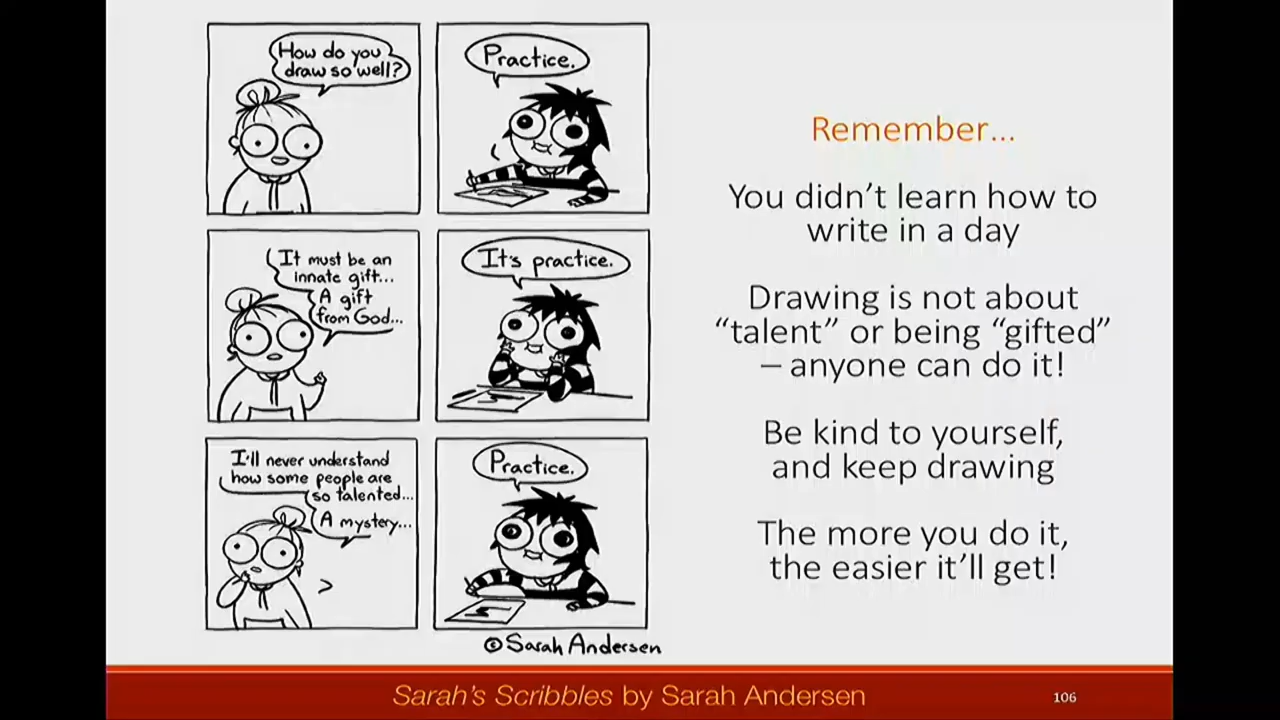 How do you
draw so well?
Practice.
It must be an
innate gift...
A gift
from God...
It's practice.
I'll never understand
how some people are
so talented...
A mystery...
Practice.
©Sarah Andersen
Remember...
You didn't learn how to
write in a day
Drawing is not about
“talent” or being “gifted”
– anyone can do it!
Be kind to yourself,
and keep drawing
The more you do it,
the easier it'll get!
Sarah's Scribbles by Sarah Andersen
106